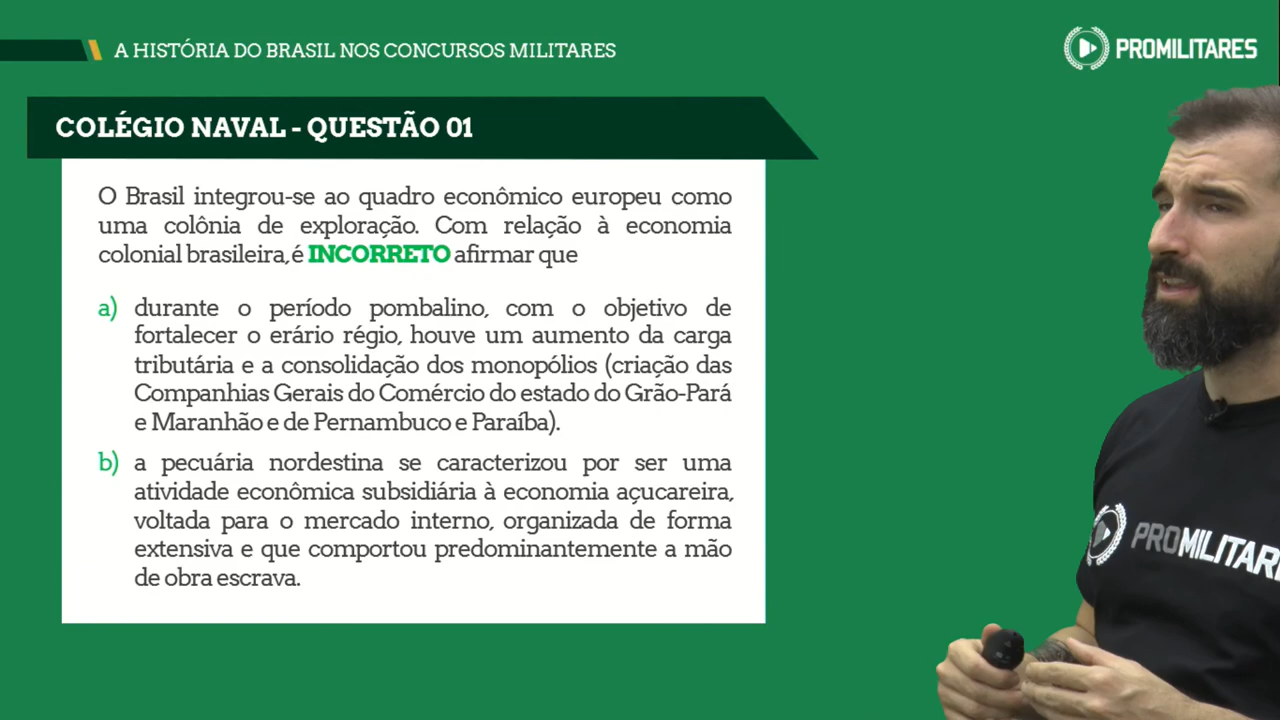 A HISTÓRIA DO BRASIL NOS CONCURSOS MILITARES
PROMILITARES
COLÉGIO NAVAL - QUESTÃO 01
O Brasil integrou-se ao quadro econômico europeu como
uma colônia de exploração. Com relação à economia
colonial brasileira, é INCORRETO afirmar que
a) durante o período pombalino, com o objetivo de
fortalecer o erário régio, houve um aumento da carga
tributária e a consolidação dos monopólios (criação das
Companhias Gerais do Comércio do estado do Grão-Pará
e Maranhão e de Pernambuco e Paraíba).
b) a pecuária nordestina se caracterizou por ser uma
atividade econômica subsidiária à economia açucareira,
voltada para o mercado interno, organizada de forma
extensiva e que comportou predominantemente a mão
de obra escrava.
PROMILITAR